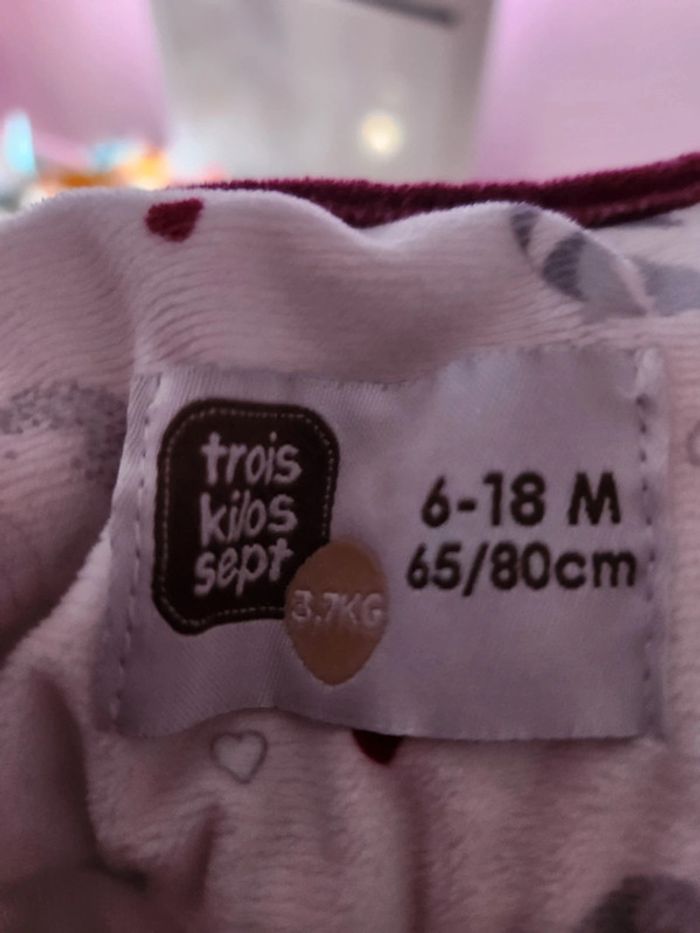 trois
kilos
sept
3.7KG
6-18 M
65/80cm